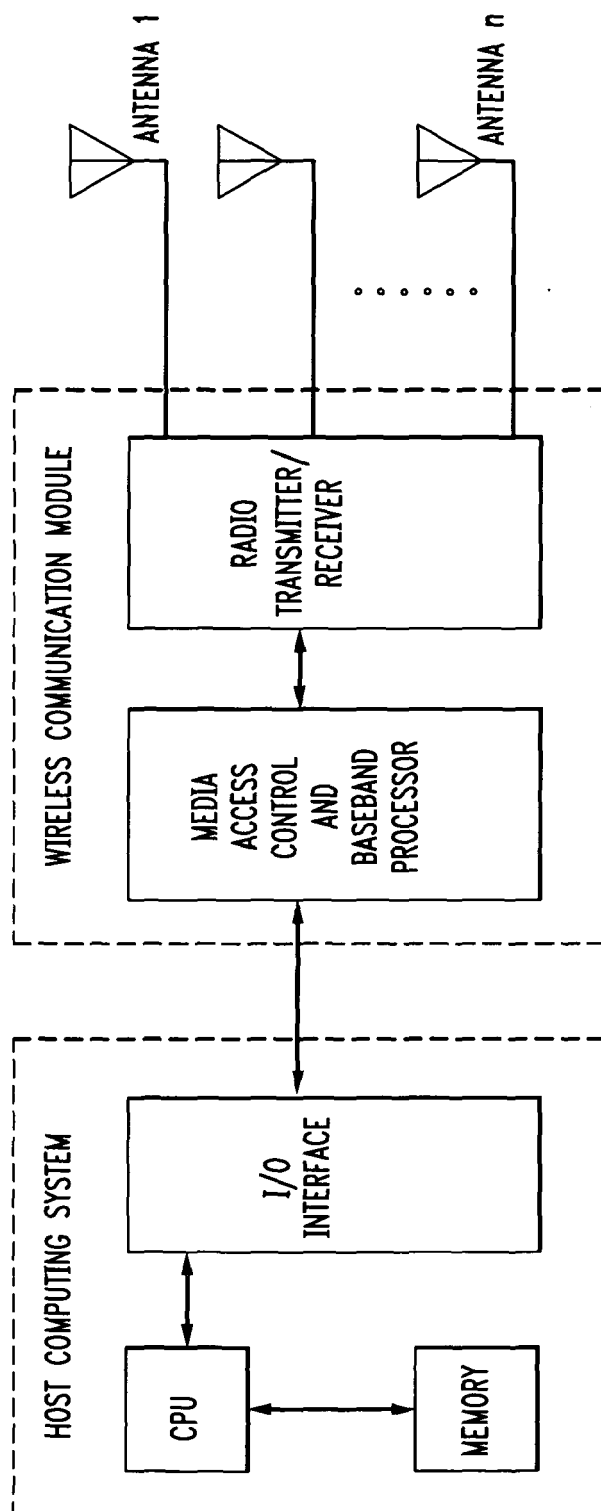 HOST COMPUTING SYSTEM
CPU
MEMORY
I/O
INTERFACE
WIRELESS COMMUNICATION MODULE
MEDIA
ACCESS
CONTROL
AND
BASEBAND
PROCESSOR
RADIO
TRANSMITTER/
RECEIVER
ANTENNA 1
ANTENNA n